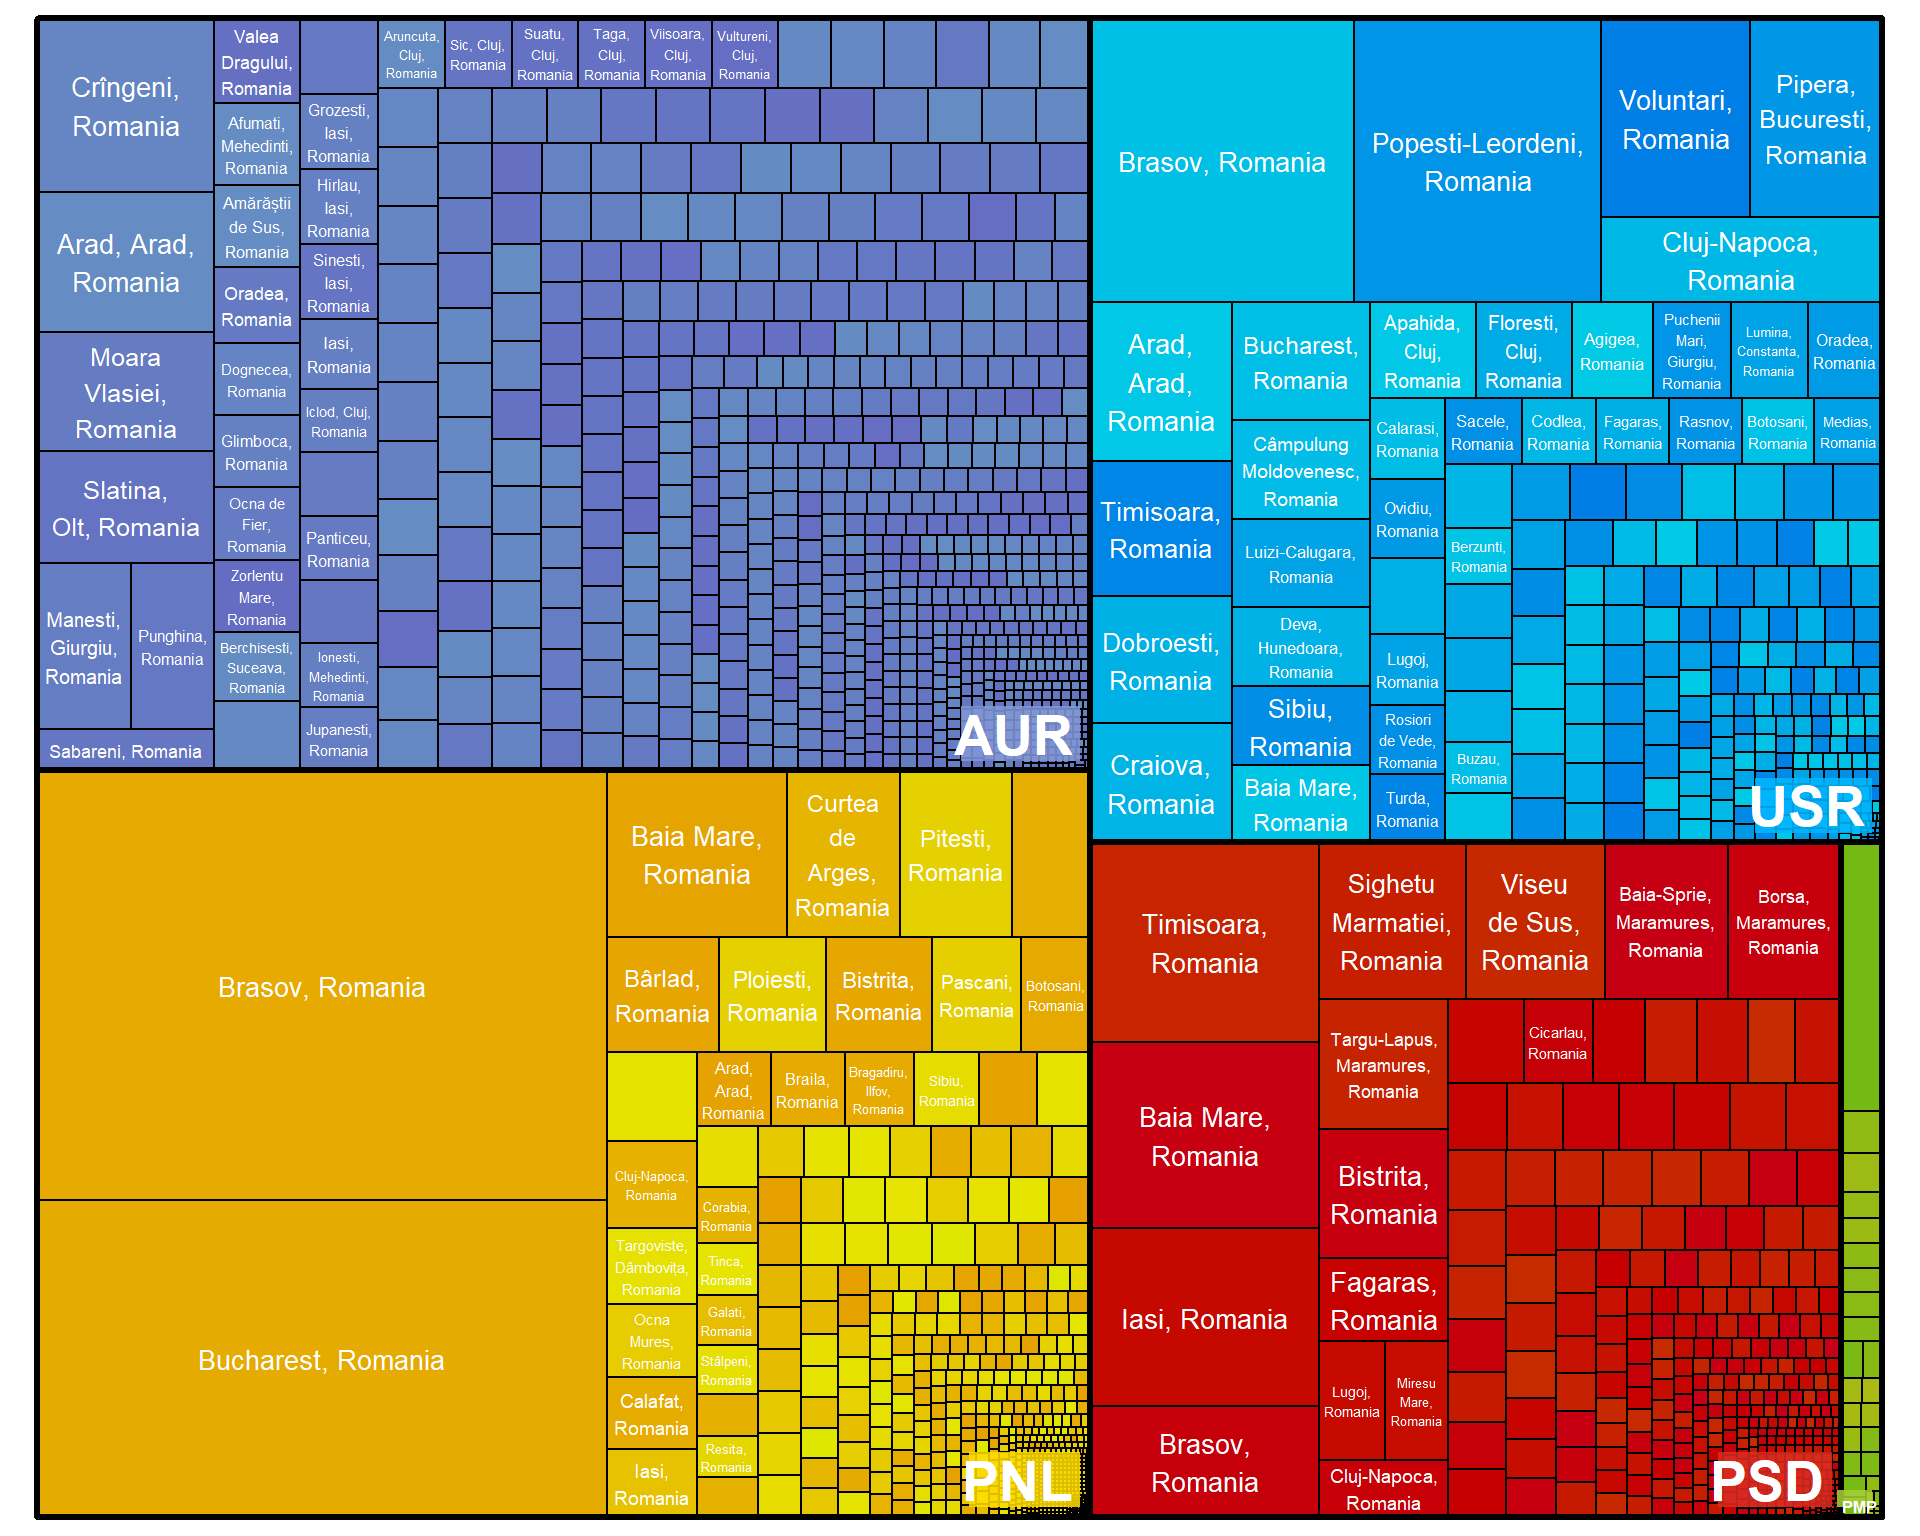 Crîngeni,
Romania
Arad, Arad,
Romania
Moara
Vlasiei,
Romania
Slatina,
Olt, Romania
Manesti,
Giurgiu,
Romania
Punghina,
Romania
Sabareni, Romania
Valea
Dragului,
Romania
Afumati,
Mehedinti,
Romania
Amărăștii
de Sus,
Romania
Oradea,
Romania
Dognecea,
Romania
Glimboca,
Romania
Ocna de
Fier,
Romania
Zorlentu
Mare,
Romania
Berchisesti,
Suceava,
Romania
Grozesti,
Iasi,
Romania
Hirlau,
Iasi,
Romania
Sinesti,
Iasi,
Romania
Iasi,
Romania
Iclod, Cluj,
Romania
Panticeu,
Romania
Ionesti,
Mehedinti,
Romania
Jupanesti,
Romania
Aruncuta,
Cluj,
Romania
Sic, Cluj,
Romania
Suatu,
Cluj,
Romania
Taga,
Cluj,
Romania
Viisoara,
Cluj,
Romania
Vultureni,
Cluj,
Romania
AUR
Brasov, Romania
Popesti-Leordeni,
Romania
Voluntari,
Romania
Pipera,
Bucuresti,
Romania
Cluj-Napoca,
Romania
Arad,
Arad,
Romania
Timisoara,
Romania
Dobroesti,
Romania
Craiova,
Romania
Bucharest,
Romania
Câmpulung
Moldovenesc,
Romania
Luizi-Calugara,
Romania
Deva,
Hunedoara,
Romania
Sibiu,
Romania
Baia Mare,
Romania
Apahida,
Cluj,
Romania
Floresti,
Cluj,
Romania
Agigea,
Romania
Puchenii
Mari,
Giurgiu,
Romania
Lumina,
Constanta,
Romania
Oradea,
Romania
Calarasi,
Romania
Sacele,
Romania
Codlea,
Romania
Fagaras,
Romania
Rasnov,
Romania
Botosani,
Romania
Medias,
Romania
Ovidiu,
Romania
Berzunti,
Romania
Lugoj,
Romania
Rosiori
de Vede,
Romania
Buzau,
Romania
Turda,
Romania
USR
Brasov, Romania
Bucharest, Romania
Baia Mare,
Romania
Curtea
de
Arges,
Romania
Pitesti,
Romania
Bârlad,
Romania
Ploiesti,
Romania
Bistrita,
Romania
Pascani,
Romania
Botosani,
Romania
Arad,
Arad,
Romania
Braila,
Romania
Bragadiru,
Ilfov,
Romania
Sibiu,
Romania
Cluj-Napoca,
Romania
Targoviste,
Dâmbovița,
Romania
Ocna
Mures,
Romania
Calafat,
Romania
Iasi,
Romania
Corabia,
Romania
Tinca,
Romania
Galati,
Romania
Stâlpeni,
Romania
Resita,
Romania
PNL
Timisoara,
Romania
Baia Mare,
Romania
Iasi, Romania
Brasov,
Romania
Sighetu
Marmatiei,
Romania
Viseu
de Sus,
Romania
Baia-Sprie,
Maramures,
Romania
Borsa,
Maramures,
Romania
Targu-Lapus,
Maramures,
Romania
Cicarlau,
Romania
Bistrita,
Romania
Fagaras,
Romania
Lugoj,
Romania
Miresu
Mare,
Romania
Cluj-Napoca,
Romania
PSD
PMP